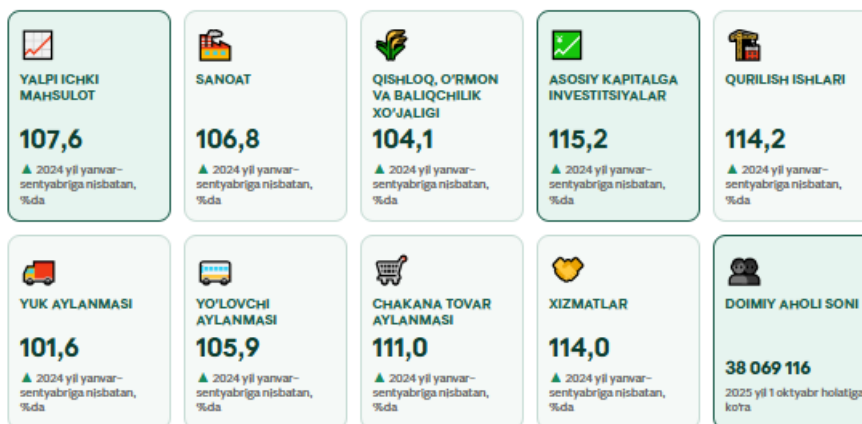 YALPI ICHKI
MAHSULOT
107,6
▲ 2024 yil yanvar–
sentyabriga nisbatan,
%da
SANOAT
106,8
▲ 2024 yil yanvar–
sentyabriga nisbatan,
%da
QISHLOQ, O'RMON
VA BALIQCHILIK
XO'JALIGI
104,1
▲ 2024 yil yanvar–
sentyabriga nisbatan,
%da
ASOSIY KAPITALGA
INVESTITSIYALAR
115,2
▲ 2024 yil yanvar–
sentyabriga nisbatan,
%da
QURILISH ISHLARI
114,2
▲ 2024 yil yanvar–
sentyabriga nisbatan,
%da
YUK AYLANMASI
101,6
▲ 2024 yil yanvar–
sentyabriga nisbatan,
%da
YO'LOVCHI
AYLANMASI
105,9
▲ 2024 yil yanvar–
sentyabriga nisbatan,
%da
CHAKANA TOVAR
AYLANMASI
111,0
▲ 2024 yil yanvar–
sentyabriga nisbatan,
%da
XIZMATLAR
114,0
▲ 2024 yil yanvar–
sentyabriga nisbatan,
%da
DOIMIY AHOLI SONI
38 069 116
2025 yil 1 oktyabr holatiga
ko'ra